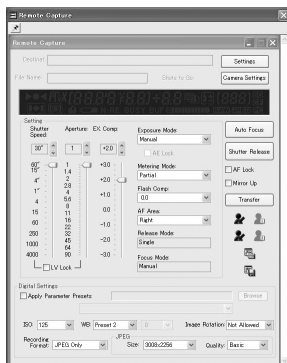 Remote Capture
Remote Capture
Destina:
Settings
File Name:
Shots to Go:
Camera Settings
Setting
Shutter Speed
Aperture:
EX. Comp:
Exposure Mode:
Auto Focus
30"
1
+2.0
Manual
AE Lock
Shutter Release
60"
15"
4"
1"
4
15
60
250
1000
4000
1
1.4
2
2.8
4
5.6
8
11
16
22
32
45
64
90
+3.0
+2.0
+1.0
0.0
-1.0
-2.0
-3.0
Metering Mode:
Partial
AF Lock
Mirror Up
Flash Comp:
0.0
Transfer
AF Area:
Right
Release Mode:
Single
Focus Mode:
Manual
LV Lock
Digital Settings
Apply Parameter Presets
Browse
ISO: 125
WB: Preset 2
0
Image Rotation: Not Allowed
Recording Format: JPEG Only
JPEG
Size: 3008x2256
Quality: Basic